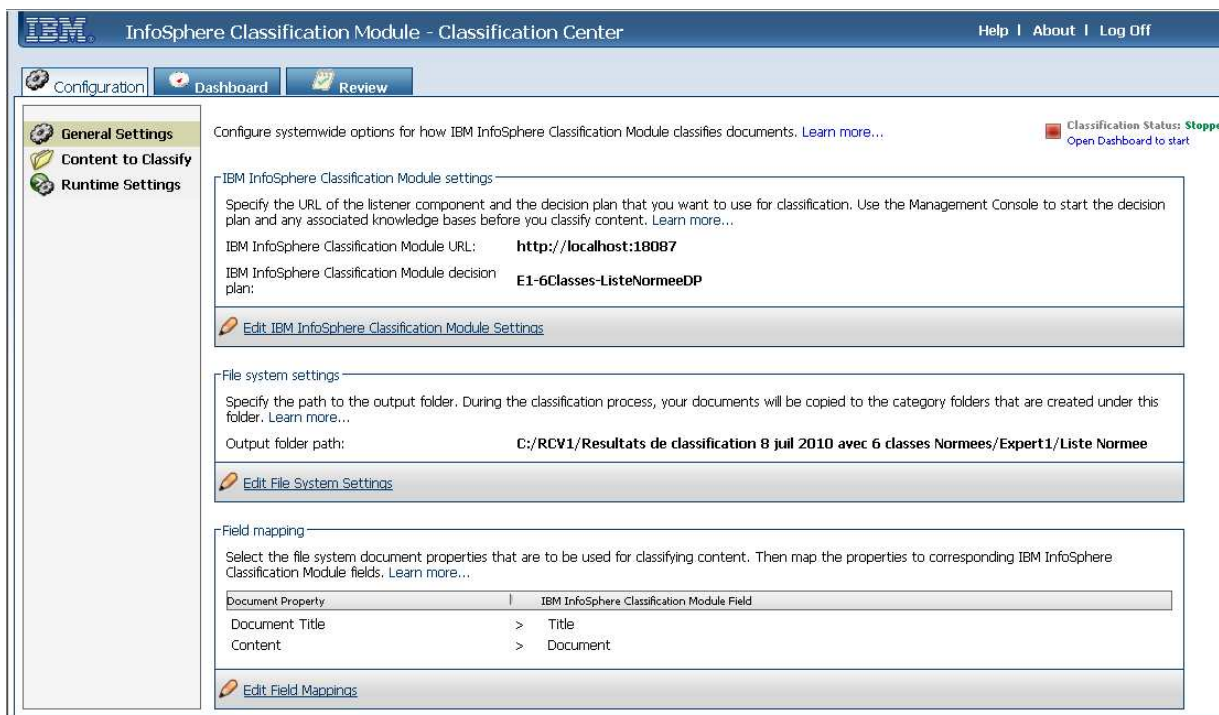 IBM. InfoSphere Classification Module - Classification Center
Help | About | Log Off
Configuration
Dashboard
Review
General Settings
Content to Classify
Runtime Settings
Configure systemwide options for how IBM InfoSphere Classification Module classifies documents. Learn more...
Classification Status: Stoppe
Open Dashboard to start
IBM InfoSphere Classification Module settings
Specify the URL of the listener component and the decision plan that you want to use for classification. Use the Management Console to start the decision
plan and any associated knowledge bases before you classify content. Learn more...
IBM InfoSphere Classification Module URL: http://localhost:18087
IBM InfoSphere Classification Module decision
plan: E1-6Classes-ListeNormeeDP
Edit IBM InfoSphere Classification Module Settings
File system settings
Specify the path to the output folder. During the classification process, your documents will be copied to the category folders that are created under this
folder. Learn more...
Output folder path: C:/RCV1/Resultats de classification 8 juil 2010 avec 6 classes Normees/Expert1/Liste Normee
Edit File System Settings
Field mapping
Select the file system document properties that are to be used for classifying content. Then map the properties to corresponding IBM InfoSphere
Classification Module fields. Learn more...
Document Property | IBM InfoSphere Classification Module Field
Document Title > Title
Content > Document
Edit Field Mappings